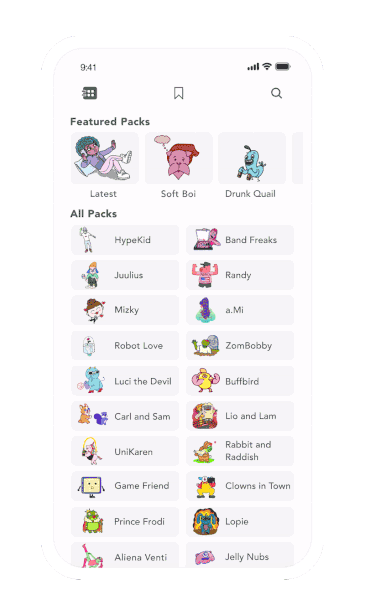 9:41
Featured Packs
Latest
Soft Boi
Drunk Quail
All Packs
HypeKid
Band Freaks
Juulius
Randy
Mizky
a.Mi
Robot Love
ZomBobby
Luci the Devil
Buffbird
Carl and Sam
Lio and Lam
UniKaren
Rabbit and
Raddish
Game Friend
Clowns in Town
Prince Frodi
Lopie
Aliena Venti
Jelly Nubs